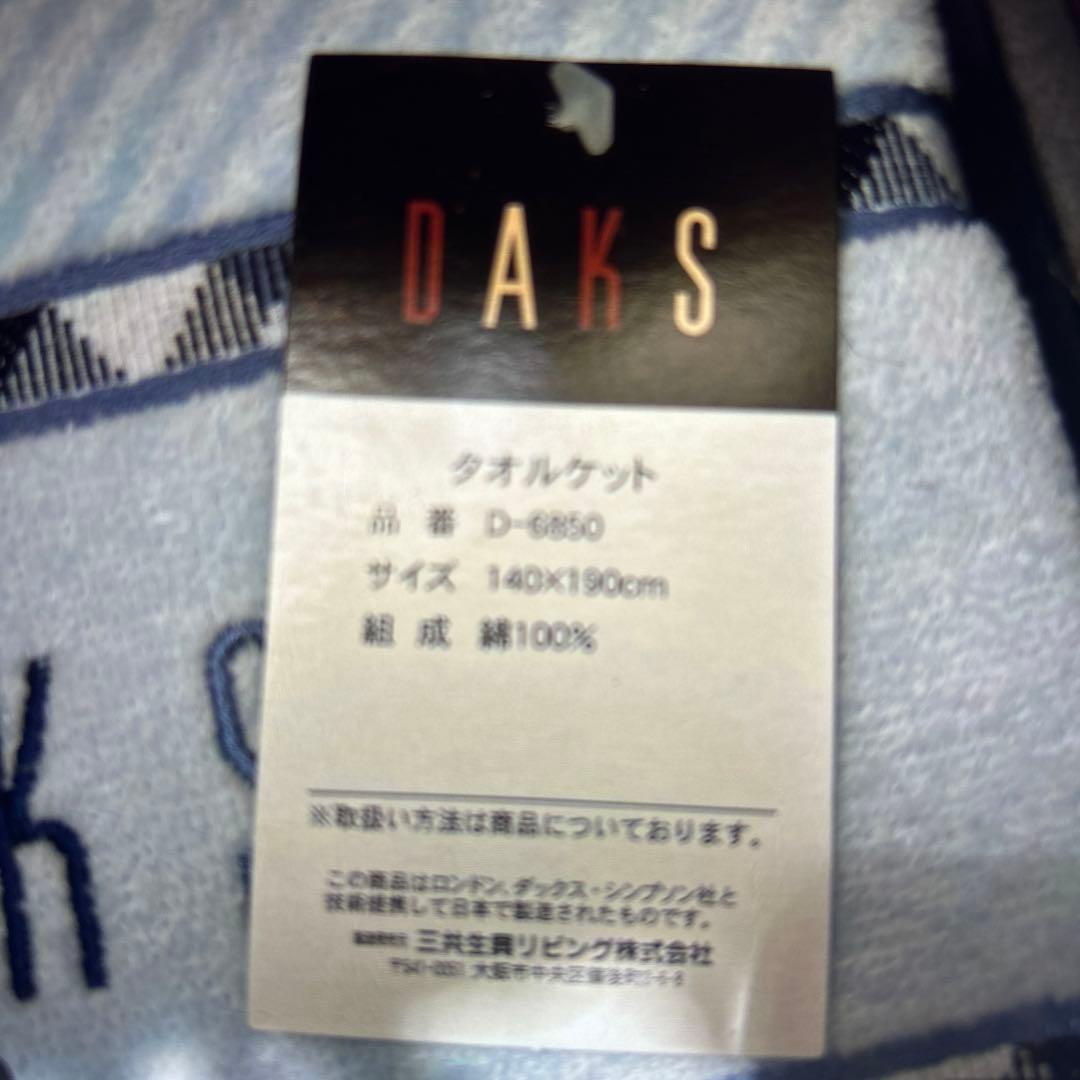 DAKS
タオルケット
品 番 D-6850
サイズ 140×190cm
組 成 綿100%
※取扱い方法は商品についております。
この商品はロンドン、ダックス・シンプソン社と
技術提携して日本で製造されたものです。
三共生興リビング株式会社
大阪市中央区備後町
k s